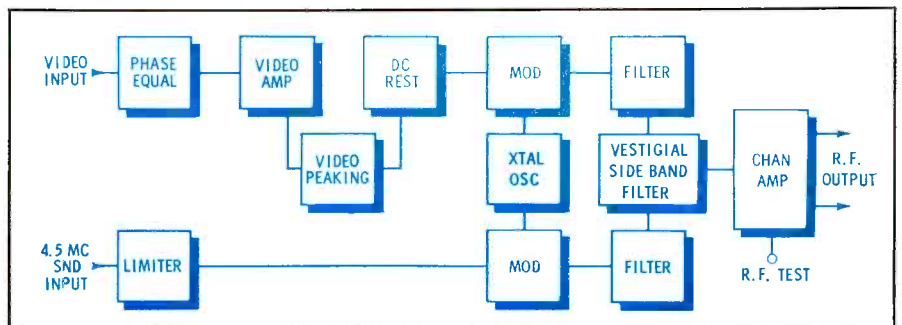 VIDEO
INPUT
PHASE
EQUAL
VIDEO
AMP
VIDEO
PEAKING
DC
REST
MOD
FILTER
XTAL
OSC
VESTIGIAL
SIDE BAND
FILTER
CHAN
AMP
R.F.
OUTPUT
R.F. TEST
4.5 MC
SND
INPUT
LIMITER
MOD
FILTER